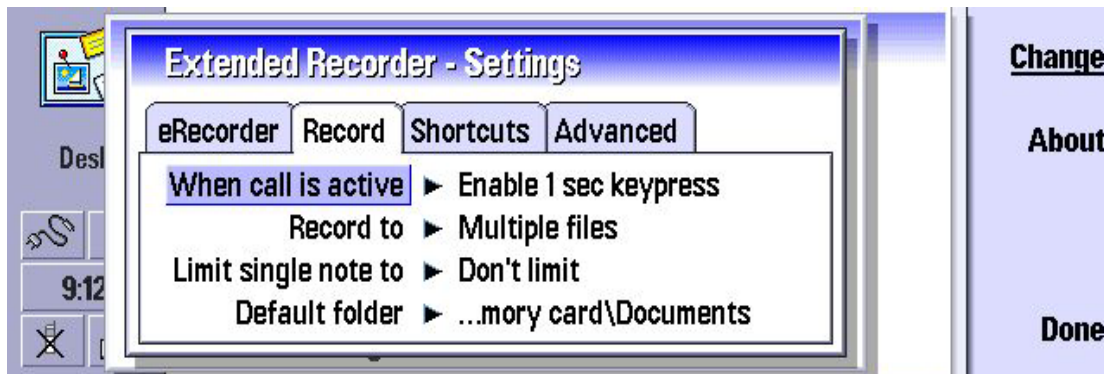 Extended Recorder - Settings
eRecorder Record Shortcuts Advanced
When call is active ► Enable 1 sec keypress
Record to ► Multiple files
Limit single note to ► Don't limit
Default folder ► ...mory card\Documents
Desk
9:12
Change
About
Done